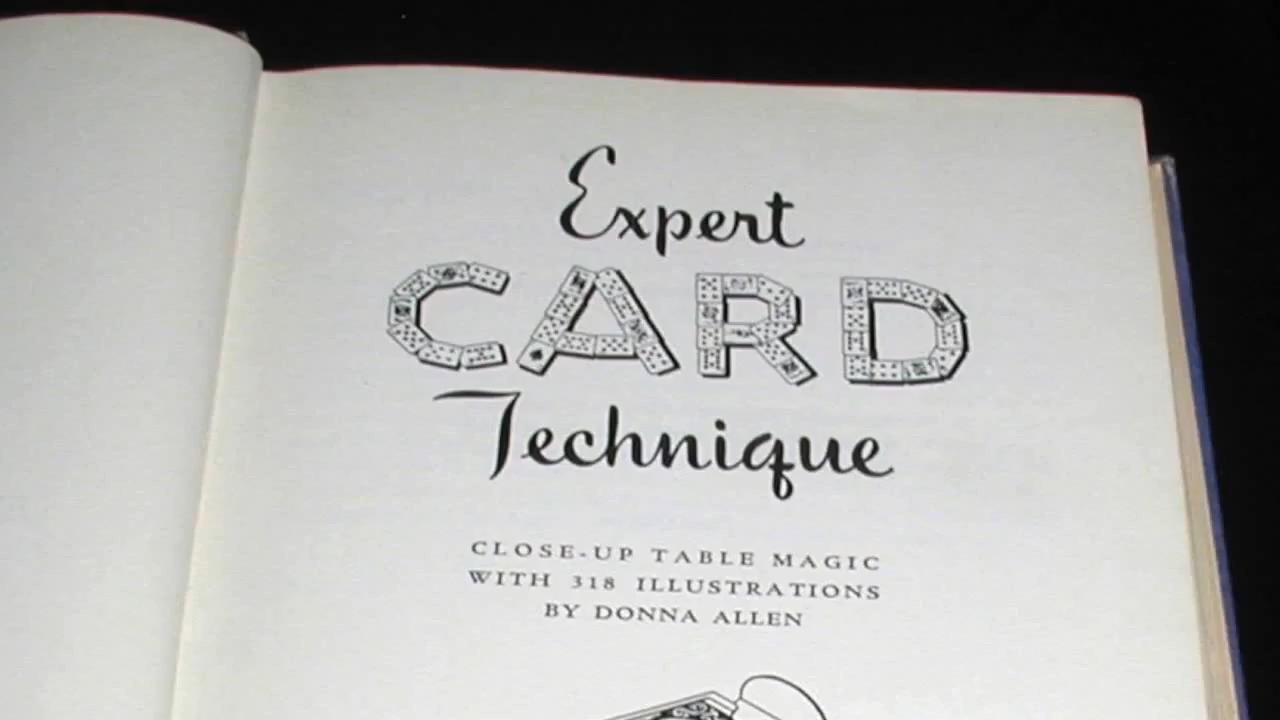 Expert
CARD
Technique
CLOSE-UP TABLE MAGIC
WITH 318 ILLUSTRATIONS
BY DONNA ALLEN